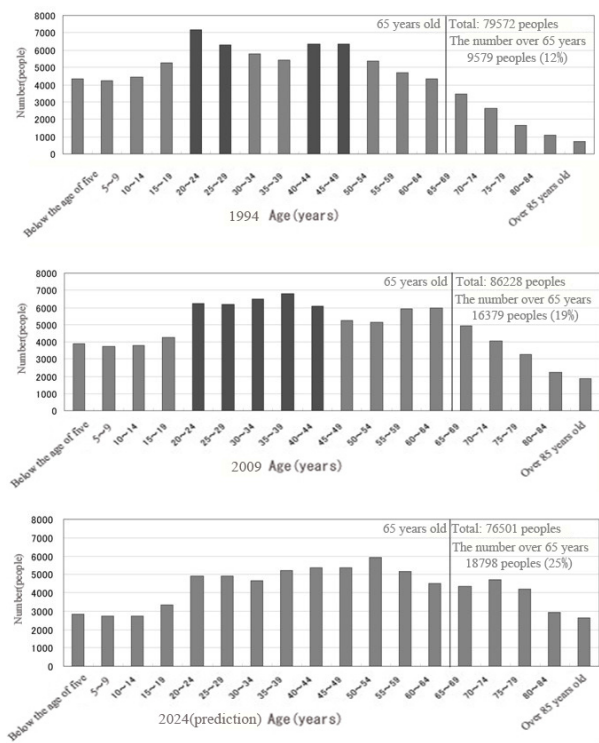 65 years old
Total: 79572 peoples
The number over 65 years
9579 peoples (12%)
Number(people)
8000
7000
6000
5000
4000
3000
2000
1000
0
Below the age of five 5～9 10～14 15～19 20～24 25～29 30～34 35～39 40～44 45～49 50～54 55～59 60～64 65～69 70～74 75～79 80～84 Over 85 years old
1994 Age(years)
65 years old
Total: 86228 peoples
The number over 65 years
16379 peoples (19%)
Number(people)
8000
7000
6000
5000
4000
3000
2000
1000
0
Below the age of five 5～9 10～14 15～19 20～24 25～29 30～34 35～39 40～44 45～49 50～54 55～59 60～64 65～69 70～74 75～79 80～84 Over 85 years old
2009 Age(years)
65 years old
Total: 76501 peoples
The number over 65 years
18798 peoples (25%)
Number(people)
8000
7000
6000
5000
4000
3000
2000
1000
0
Below the age of five 5～9 10～14 15～19 20～24 25～29 30～34 35～39 40～44 45～49 50～54 55～59 60～64 65～69 70～74 75～79 80～84 Over 85 years old
2024(prediction) Age(years)